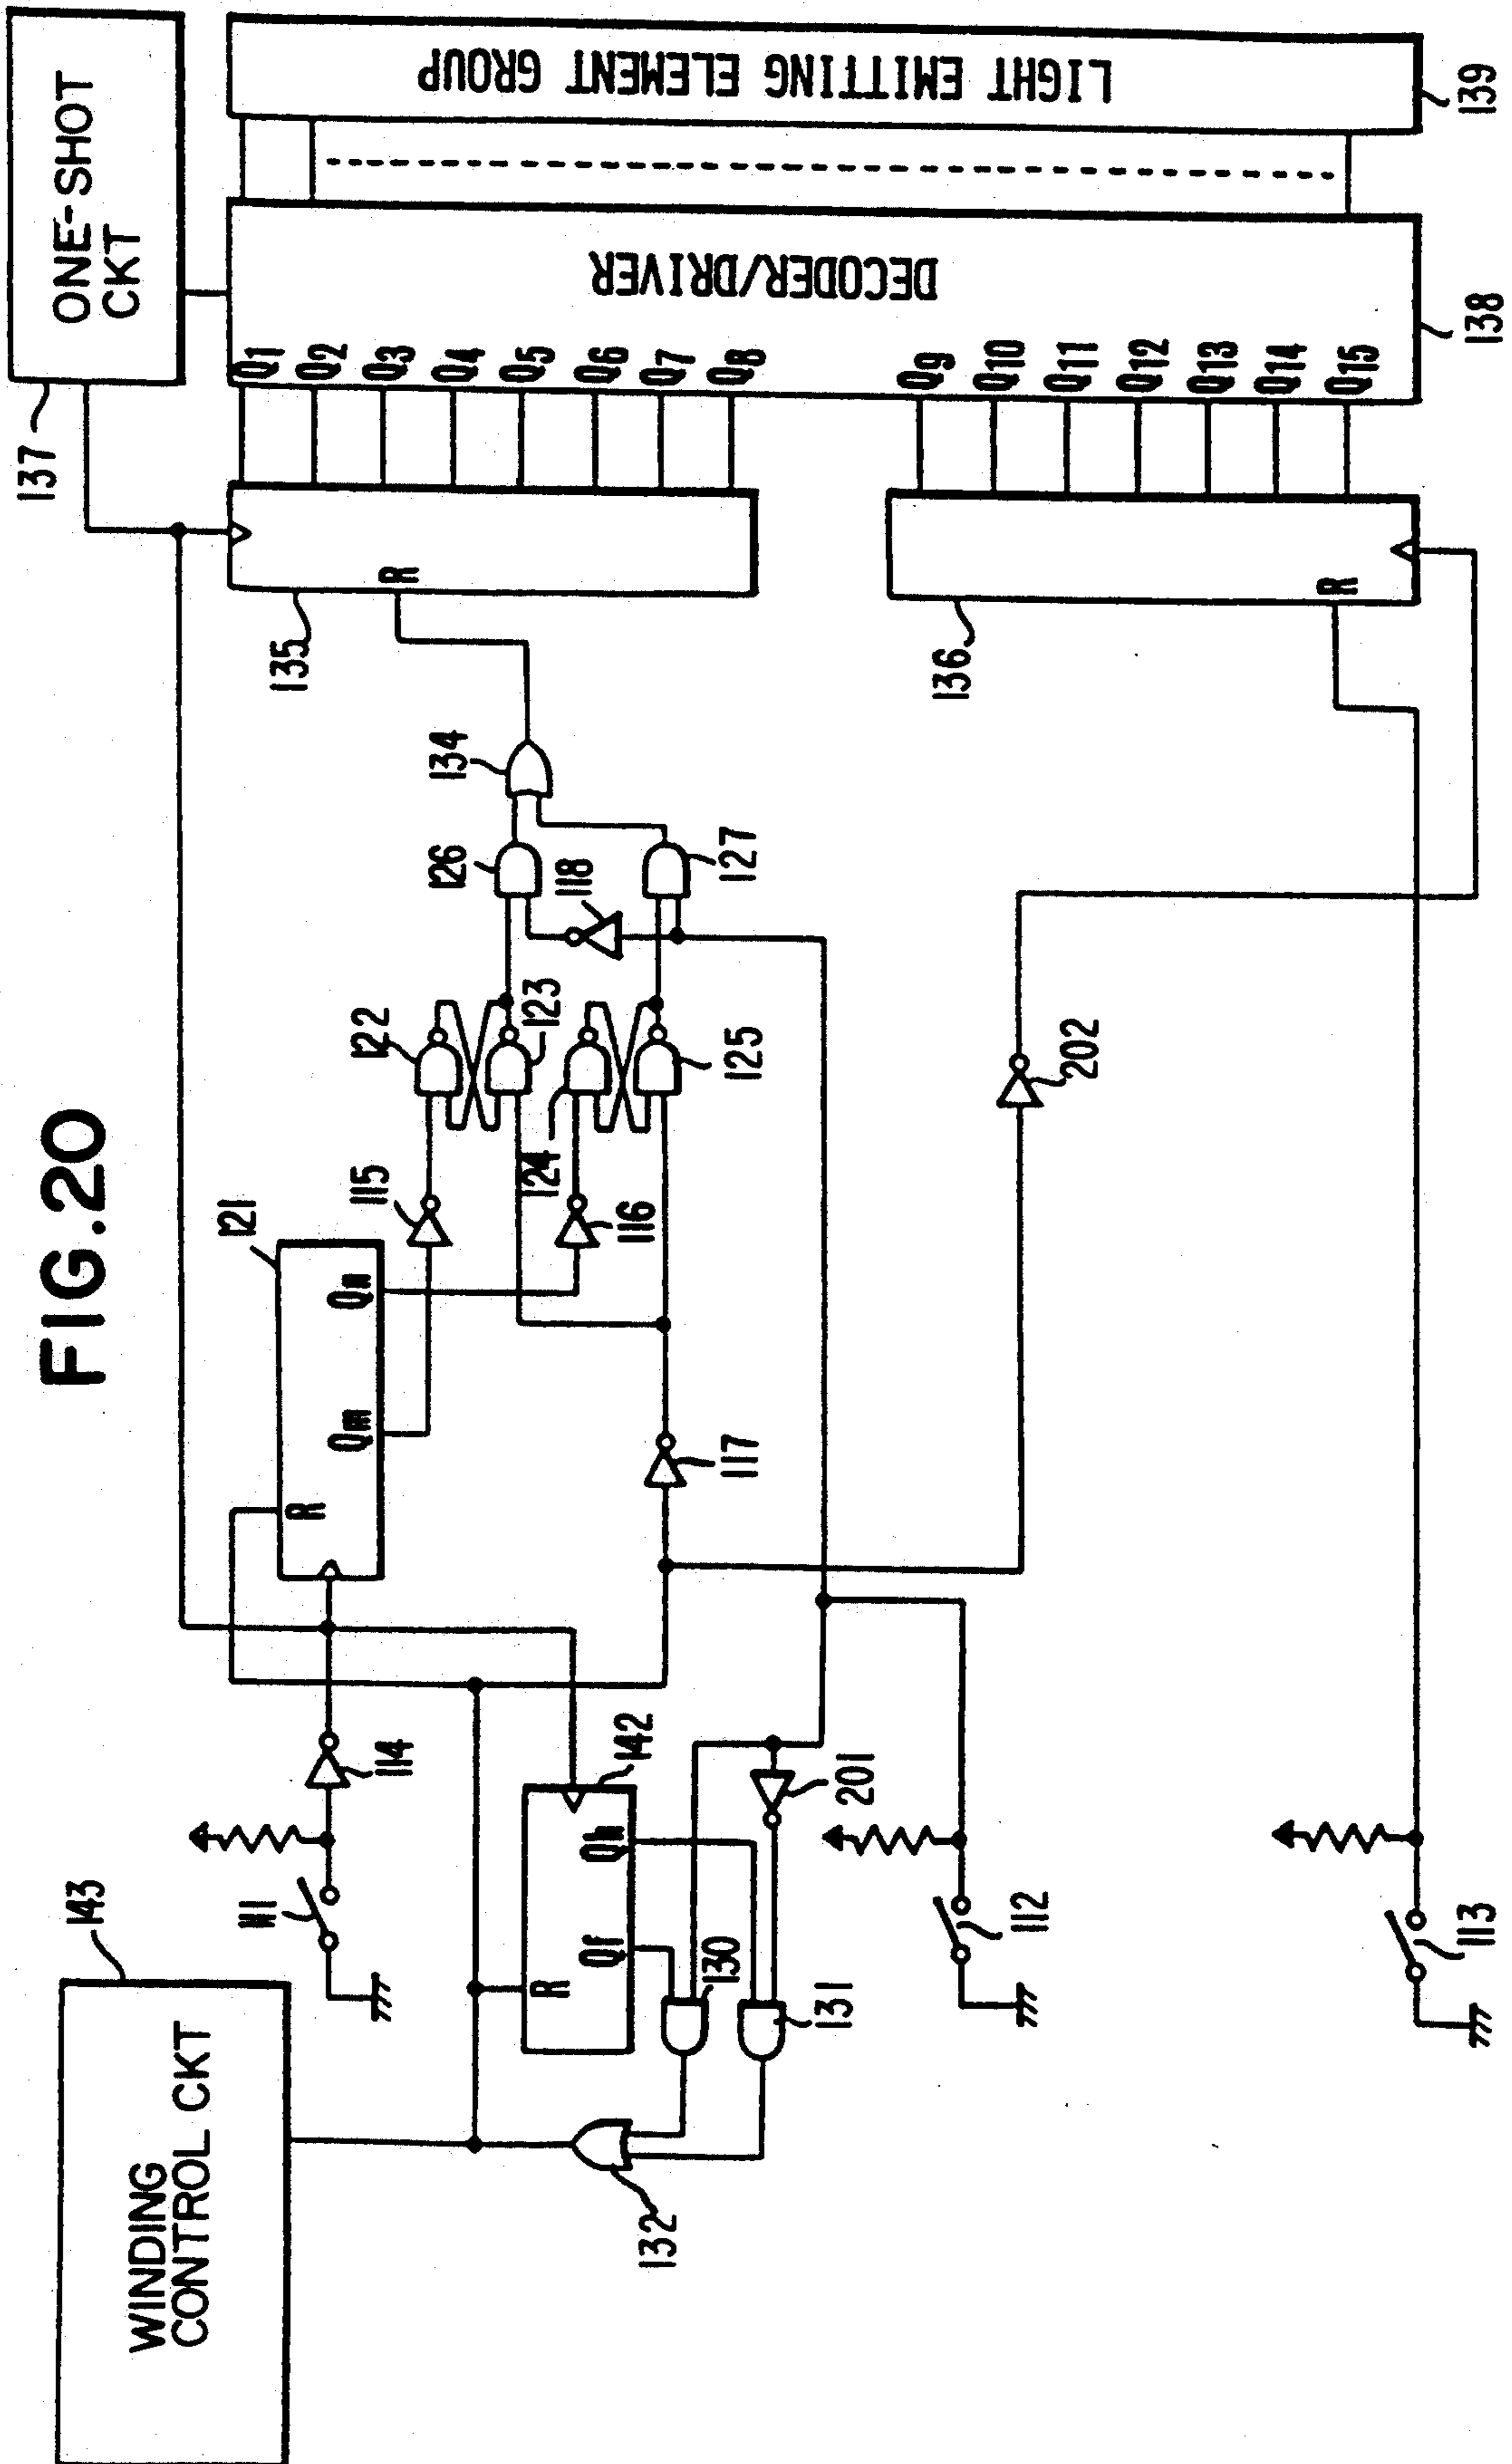 FIG.20
WINDING
CONTROL CKT
143
111
114
R
Qm
Qn
121
115
122
123
124
116
125
117
126
118
127
134
R
Qf
Qh
142
130
131
132
201
112
113
202
135
R
136
R
137
ONE-SHOT
CKT
Q1
Q2
Q3
Q4
Q5
Q6
Q7
Q8
Q9
Q10
Q11
Q12
Q13
Q14
Q15
DECODER/DRIVER
138
LIGHT EMITTING ELEMENT GROUP
139